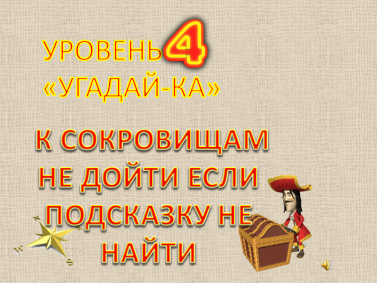 УРОВЕНЬ 4
«УГАДАЙ-КА»
К СОКРОВИЩАМ
НЕ ДОЙТИ ЕСЛИ
ПОДСКАЗКУ НЕ
НАЙТИ